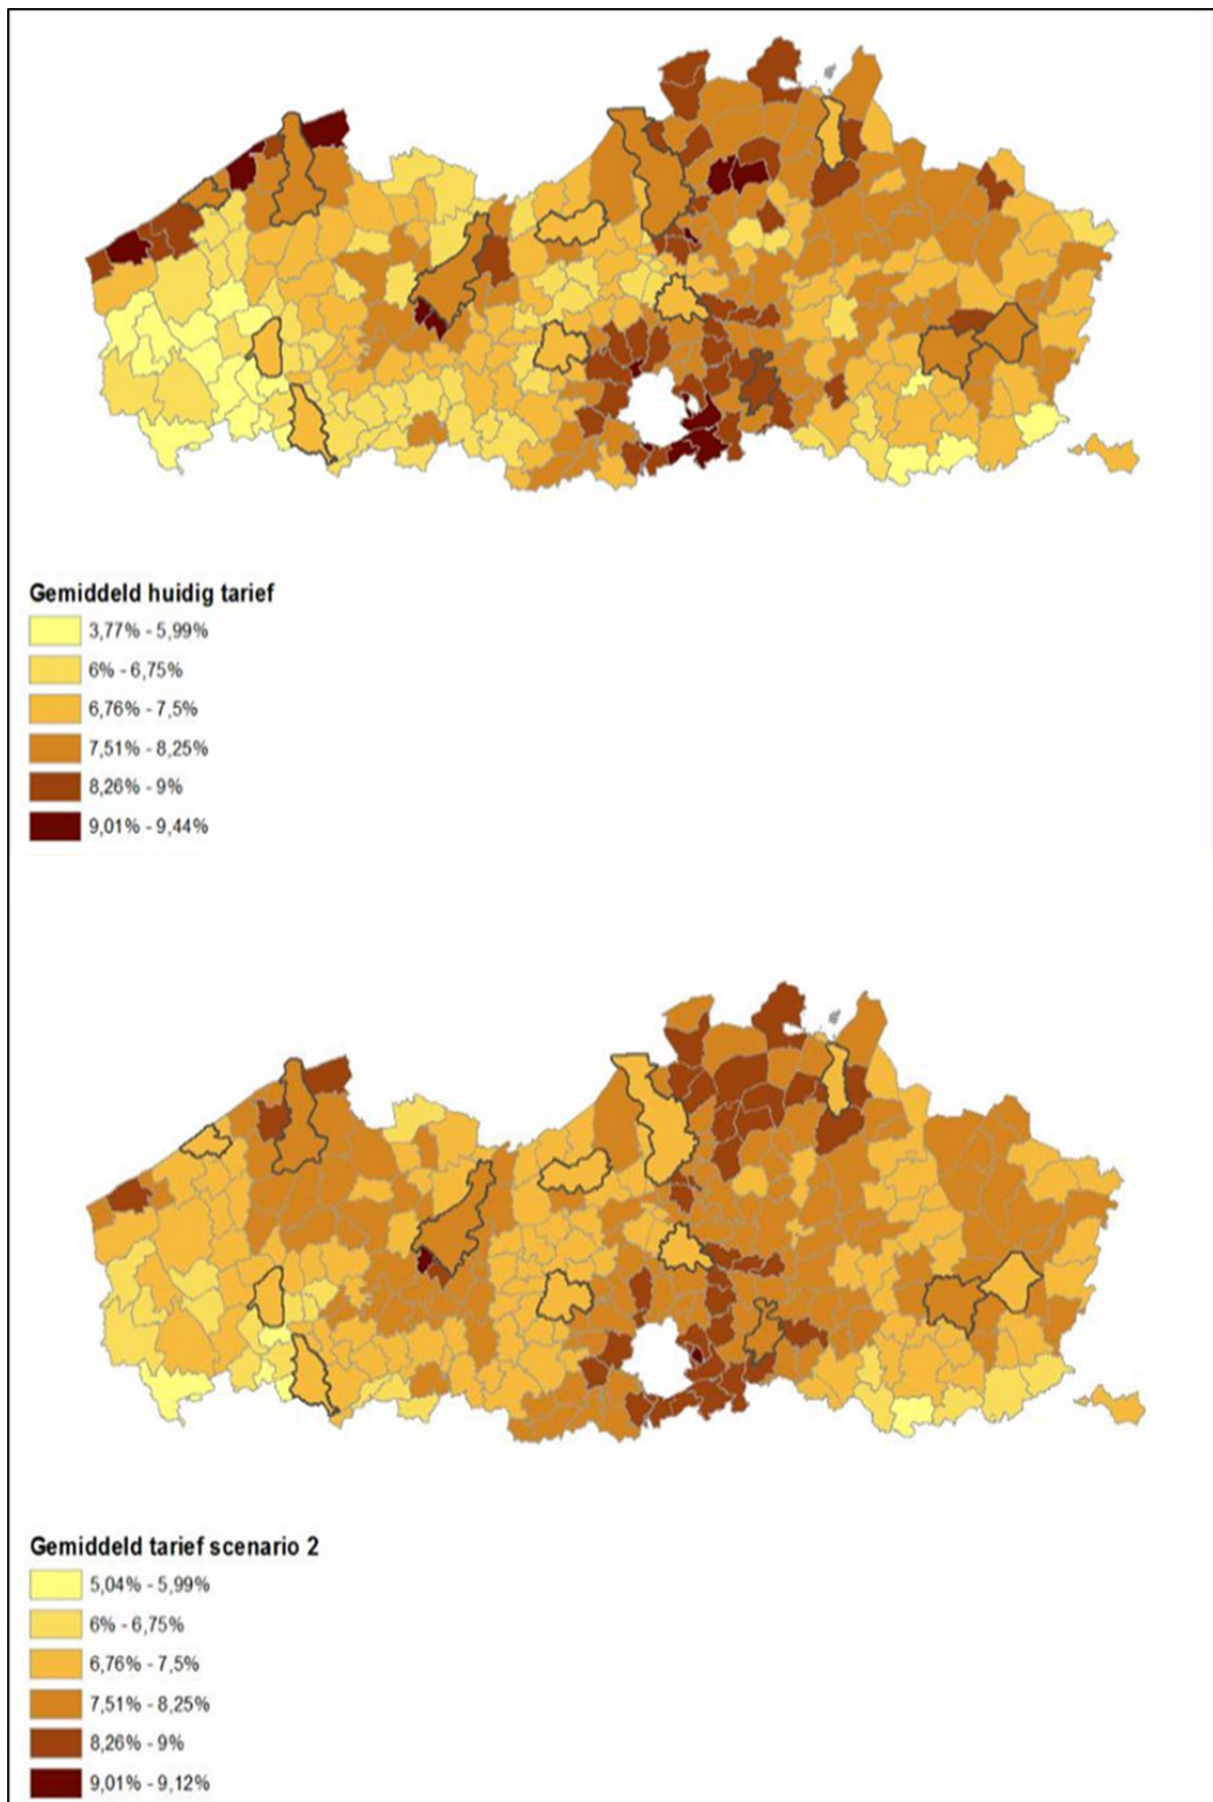 Gemiddeld huidig tarief
3,77% - 5,99%
6% - 6,75%
6,76% - 7,5%
7,51% - 8,25%
8,26% - 9%
9,01% - 9,44%
Gemiddeld tarief scenario 2
5,04% - 5,99%
6% - 6,75%
6,76% - 7,5%
7,51% - 8,25%
8,26% - 9%
9,01% - 9,12%